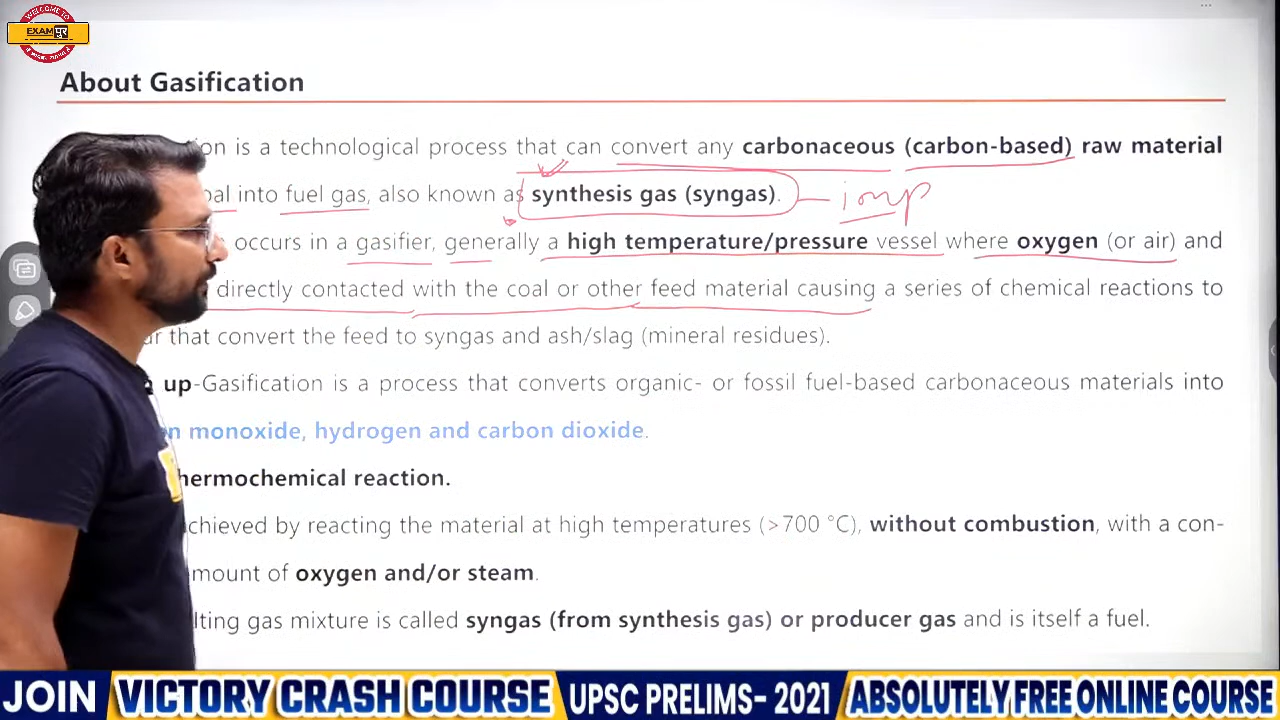 WELCOME TO
EXAMपुर
About Gasification
is a technological process that can convert any carbonaceous (carbon-based) raw material
into fuel gas, also known as synthesis gas (syngas). imp
occurs in a gasifier, generally a high temperature/pressure vessel where oxygen (or air) and
directly contacted with the coal or other feed material causing a series of chemical reactions to
that convert the feed to syngas and ash/slag (mineral residues).
up-Gasification is a process that converts organic- or fossil fuel-based carbonaceous materials into
monoxide, hydrogen and carbon dioxide.
hermochemical reaction.
chieved by reacting the material at high temperatures (>700 °C), without combustion, with a con-
mount of oxygen and/or steam.
lting gas mixture is called syngas (from synthesis gas) or producer gas and is itself a fuel.
JOIN VICTORY CRASH COURSE UPSC PRELIMS- 2021 ABSOLUTELY FREE ONLINE COURSE